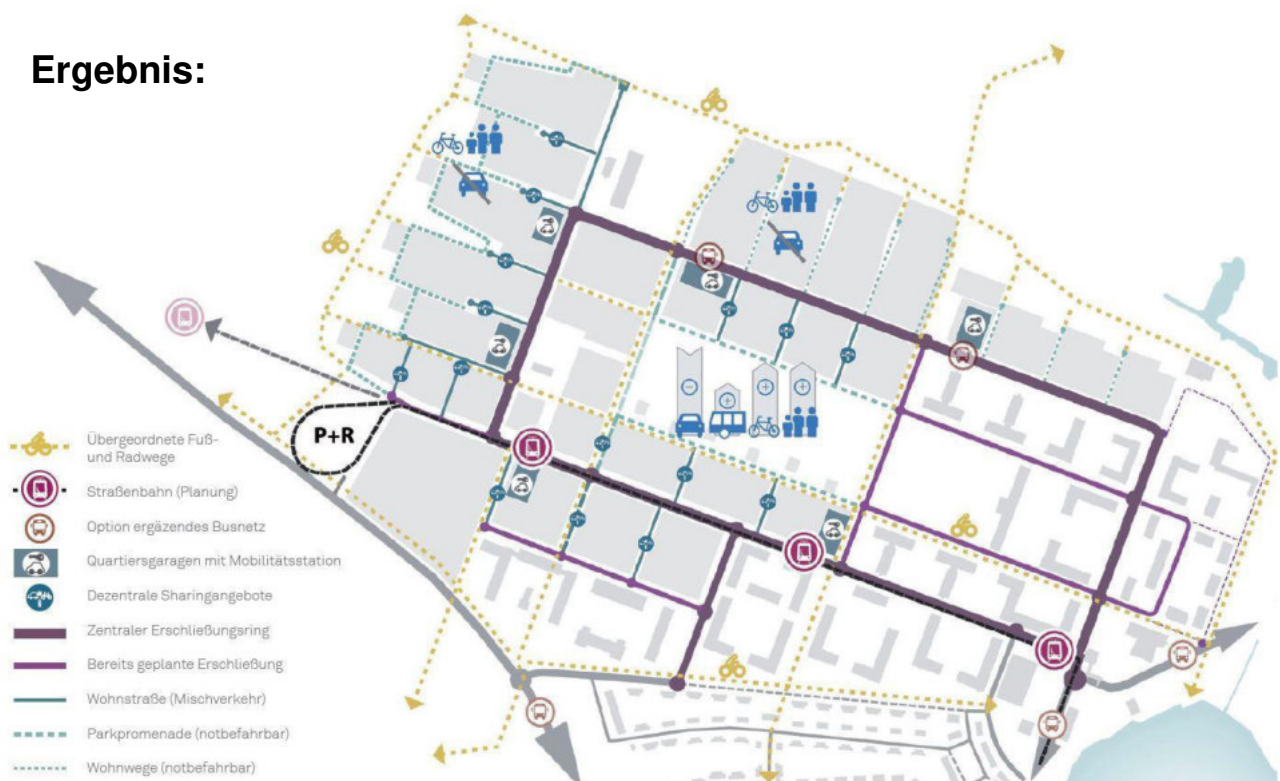 Ergebnis:
P+R
Übergeordnete Fuß-
und Radwege
Straßenbahn (Planung)
Option ergäzendes Busnetz
Quartiersgaragen mit Mobilitätsstation
Dezentrale Sharingangebote
Zentraler Erschließungsring
Bereits geplante Erschließung
Wohnstraße (Mischverkehr)
Parkpromenade (notbefahrbar)
Wohnwege (notbefahrbar)